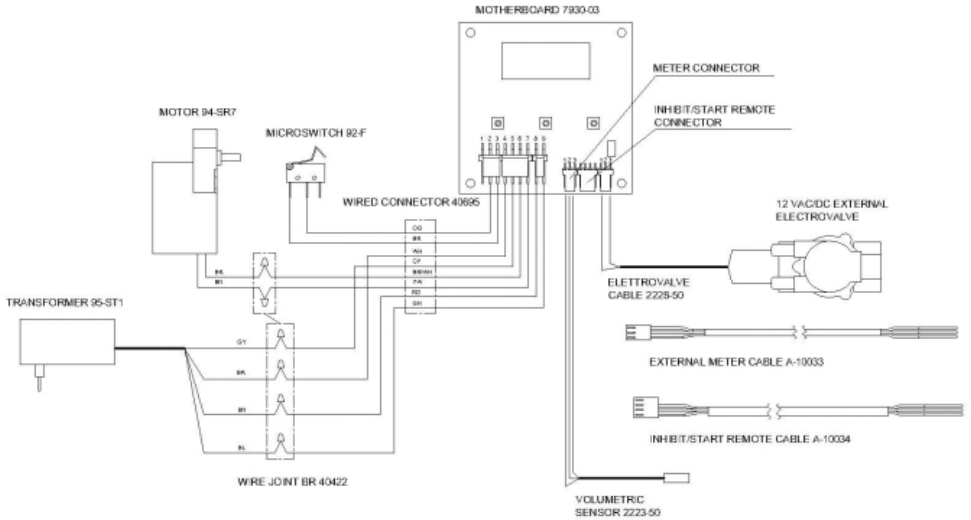 MOTHERBOARD 7930-03
METER CONNECTOR
MOTOR 94-SR7
INHIBIT/START REMOTE
CONNECTOR
MICROSWITCH 92-F
1 2 3 4 5 6 7 8 9
WIRED CONNECTOR 40695
12 VAC/DC EXTERNAL
ELECTROVALVE
OG
BK
WH
GY
RD
BK
ELETTROVALVE
CABLE 2228-50
TRANSFORMER 95-ST1
GY
EXTERNAL METER CABLE A-10033
BK
INHIBIT/START REMOTE CABLE A-10034
BL
WIRE JOINT BR 40422
VOLUMETRIC
SENSOR 2223-50